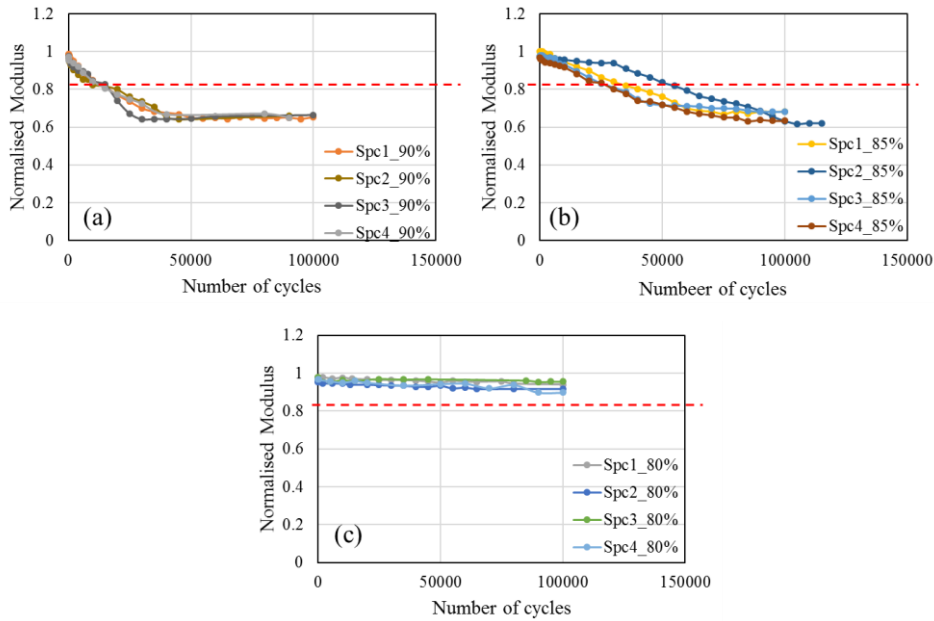 1.2
1
0.8
0.6
0.4
0.2
0
Normalised Modulus
(a)
Spc1_90%
Spc2_90%
Spc3_90%
Spc4_90%
0 50000 100000 150000
Number of cycles
1.2
1
0.8
0.6
0.4
0.2
0
Normalised Modulus
(b)
Spc1_85%
Spc2_85%
Spc3_85%
Spc4_85%
0 50000 100000 150000
Numbeer of cycles
1.2
1
0.8
0.6
0.4
0.2
0
Normalised Modulus
(c)
Spc1_80%
Spc2_80%
Spc3_80%
Spc4_80%
0 50000 100000 150000
Number of cycles